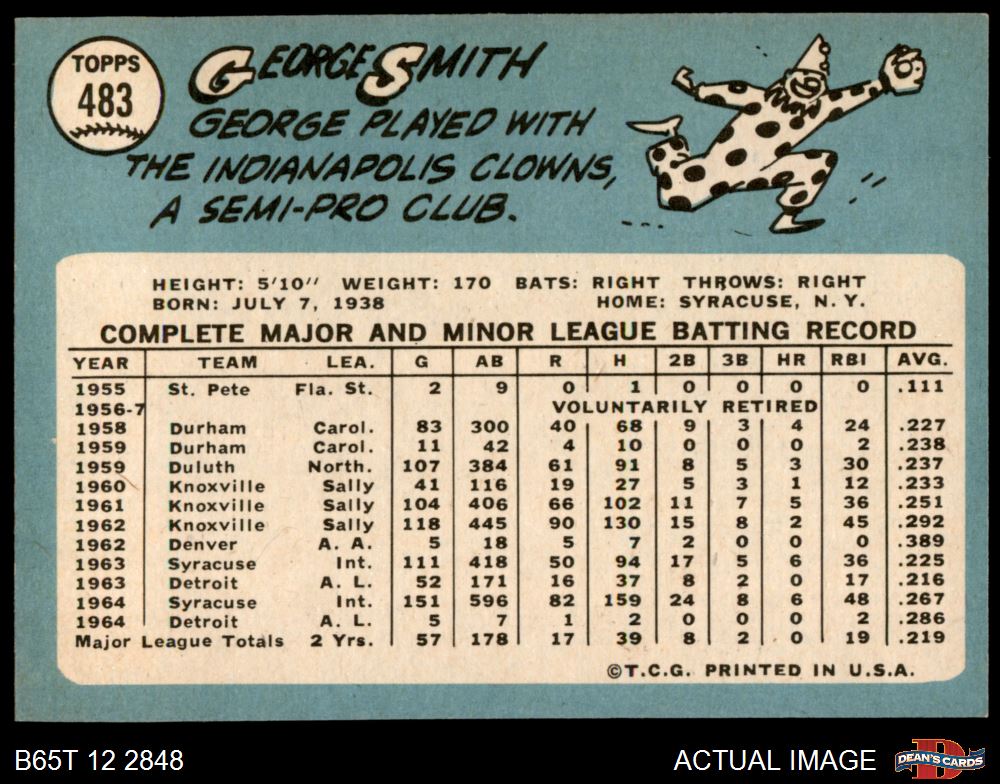 TOPPS
483
GEORGE SMITH
GEORGE PLAYED WITH
THE INDIANAPOLIS CLOWNS,
A SEMI-PRO CLUB.
HEIGHT: 5'10" WEIGHT: 170 BATS: RIGHT THROWS: RIGHT
BORN: JULY 7, 1938 HOME: SYRACUSE, N. Y.
COMPLETE MAJOR AND MINOR LEAGUE BATTING RECORD
YEAR TEAM LEA. G AB R H 2B 3B HR RBI AVG.
1955 St. Pete Fla. St. 2 9 0 1 0 0 0 0 .111
1956-7 VOLUNTARILY RETIRED
1958 Durham Carol. 83 300 40 68 9 3 4 24 .227
1959 Durham Carol. 11 42 4 10 0 0 0 2 .238
1959 Duluth North. 107 384 61 91 8 5 3 30 .237
1960 Knoxville Sally 41 116 19 27 5 3 1 12 .233
1961 Knoxville Sally 104 406 66 102 11 7 5 36 .251
1962 Knoxville Sally 118 445 90 130 15 8 2 45 .292
1962 Denver A. A. 5 18 5 7 2 0 0 0 .389
1963 Syracuse Int. 111 418 50 94 17 5 6 36 .225
1963 Detroit A. L. 52 171 16 37 8 2 0 17 .216
1964 Syracuse Int. 151 596 82 159 24 8 6 48 .267
1964 Detroit A. L. 5 7 1 2 0 0 0 2 .286
Major League Totals 2 Yrs. 57 178 17 39 8 2 0 19 .219
©T.C.G. PRINTED IN U.S.A.
B65T 12 2848 ACTUAL IMAGE DEAN'S CARDS